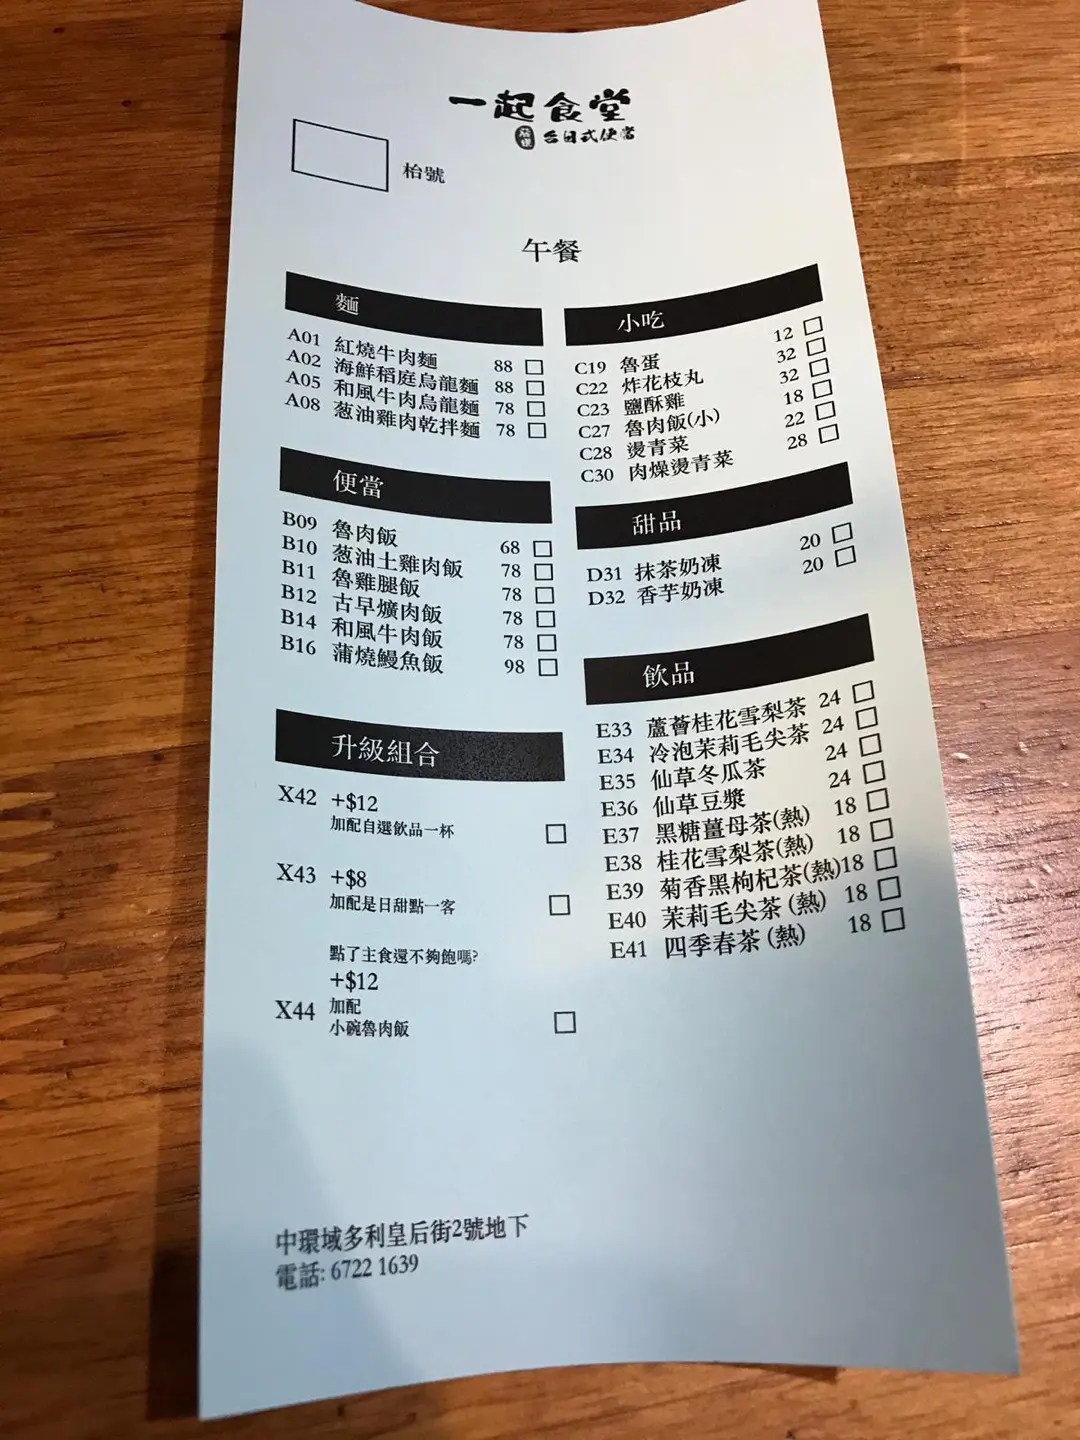 一起食堂
台日式便當
枱號
午餐
麵
A01 紅燒牛肉麵 88
A02 海鮮稻庭烏龍麵 88
A05 和風牛肉烏龍麵 78
A08 葱油雞肉乾拌麵 78
便當
B09 魯肉飯 68
B10 葱油土雞肉飯 78
B11 魯雞腿飯 78
B12 古早爌肉飯 78
B14 和風牛肉飯 78
B16 蒲燒鰻魚飯 98
升級組合
X42 +$12
加配自選飲品一杯
X43 +$8
加配是日甜點一客
點了主食還不夠飽嗎?
+$12
X44 加配
小碗魯肉飯
小吃
C19 魯蛋 12
C22 炸花枝丸 32
C23 鹽酥雞 32
C27 魯肉飯(小) 18
C28 燙青菜 22
C30 肉燥燙青菜 28
甜品
D31 抹茶奶凍 20
D32 香芋奶凍 20
飲品
E33 蘆薈桂花雪梨茶 24
E34 冷泡茉莉毛尖茶 24
E35 仙草冬瓜茶 24
E36 仙草豆漿 24
E37 黑糖薑母茶(熱) 18
E38 桂花雪梨茶(熱) 18
E39 菊香黑枸杞茶(熱)18
E40 茉莉毛尖茶 (熱) 18
E41 四季春茶 (熱) 18
中環域多利皇后街2號地下
電話: 6722 1639